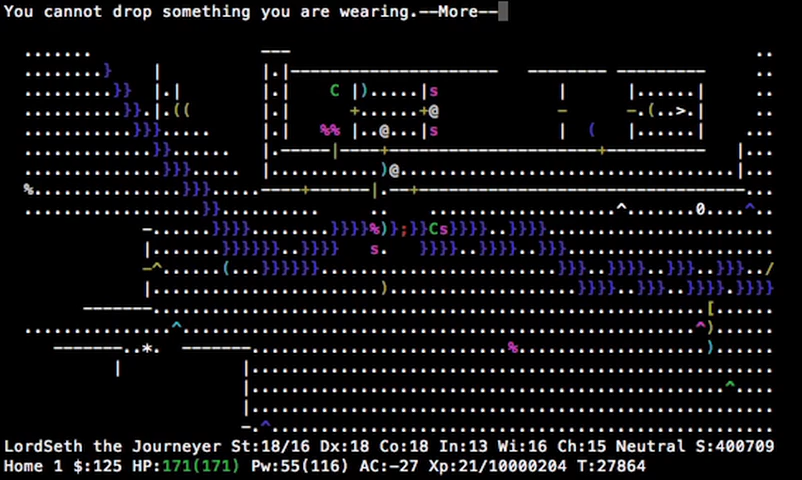 You cannot drop something you are wearing.--More--
LordSeth the Journeyer St:18/16 Dx:18 Co:18 In:13 Wi:16 Ch:15 Neutral S:400709
Home 1 $:125 HP:171(171) Pw:55(116) AC:-27 Xp:21/10000204 T:27864